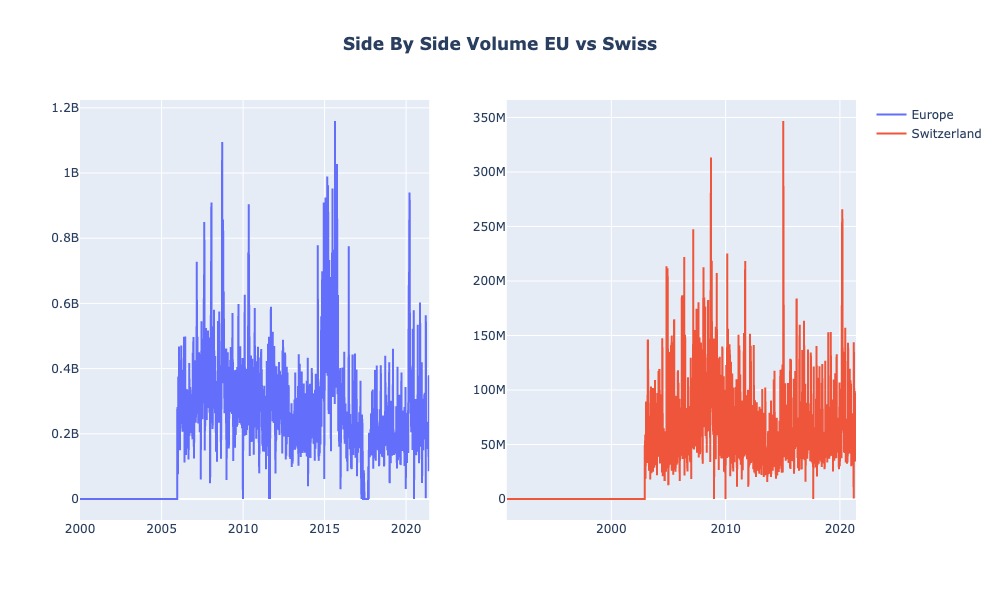 Side By Side Volume EU vs Swiss
1.2B
1B
0.8B
0.6B
0.4B
0.2B
0
2000 2005 2010 2015 2020
350M
300M
250M
200M
150M
100M
50M
0
2000 2010 2020
Europe
Switzerland